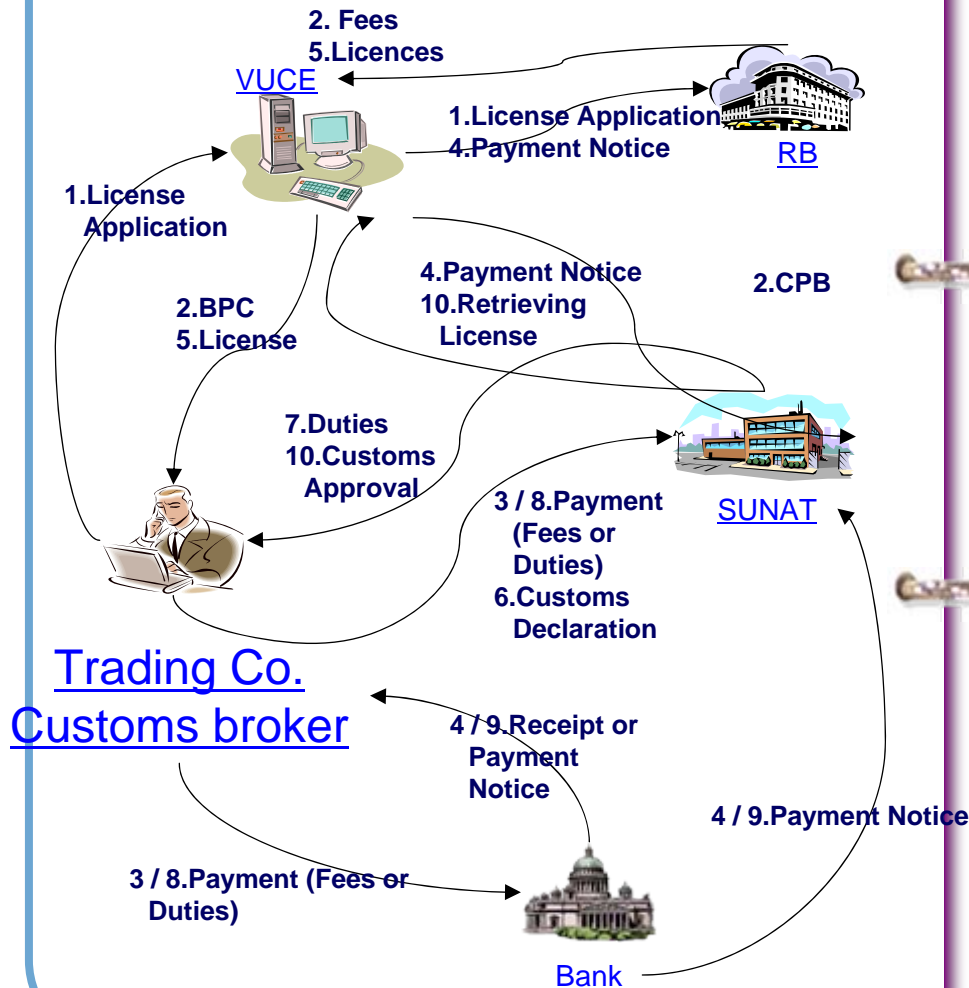 2. Fees
5.Licences
VUCE
1.License Application
4.Payment Notice
RB
1.License
Application
4.Payment Notice
10.Retrieving
License
2.CPB
2.BPC
5.License
7.Duties
10.Customs
Approval
3 / 8.Payment
(Fees or
Duties)
6.Customs
Declaration
SUNAT
Trading Co.
Customs broker
4 / 9.Receipt or
Payment
Notice
4 / 9.Payment Notice
3 / 8.Payment (Fees or
Duties)
Bank